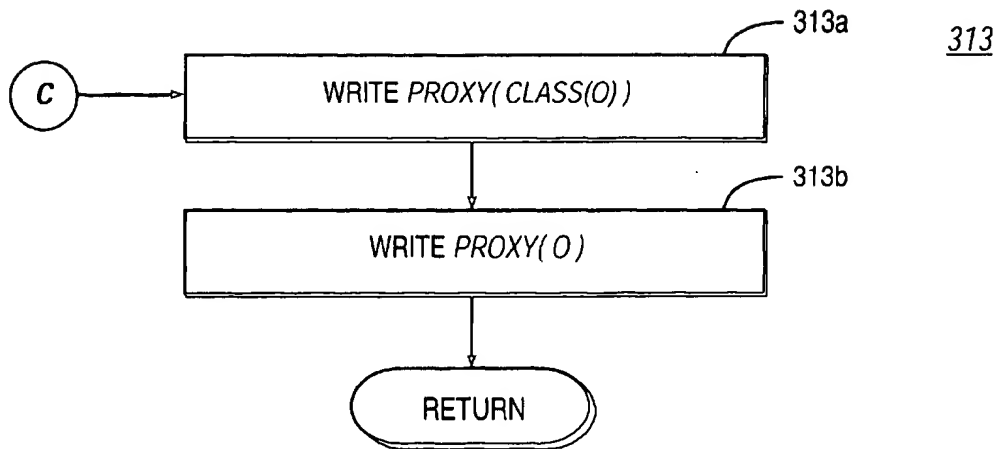 313a
313
C
WRITE PROXY(CLASS(O))
313b
WRITE PROXY(O)
RETURN